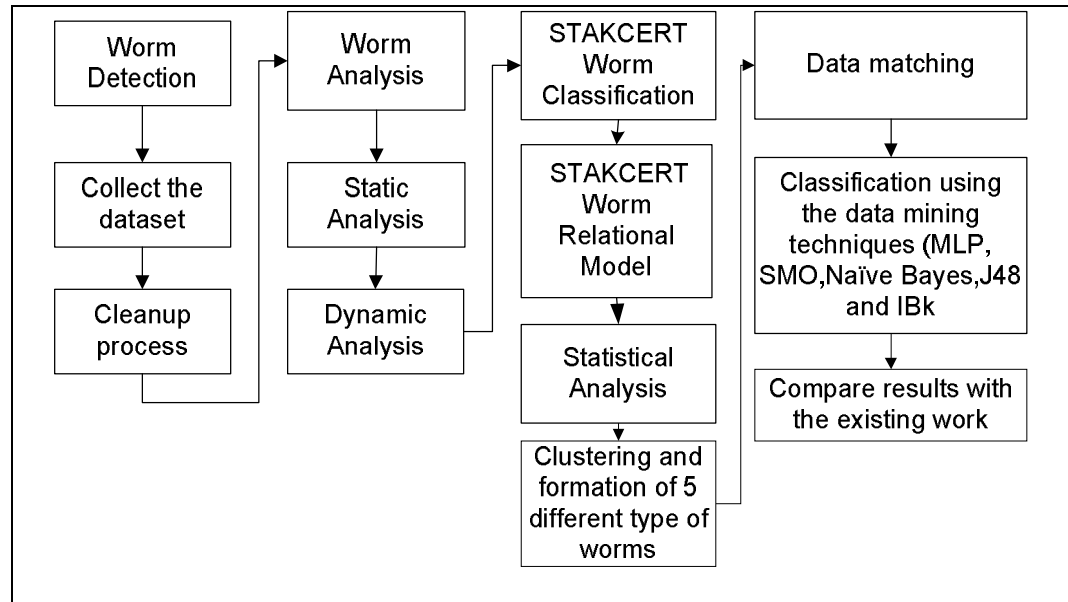 Worm
Detection
Collect the
dataset
Cleanup
process
Worm
Analysis
Static
Analysis
Dynamic
Analysis
STAKCERT
Worm
Classification
STAKCERT
Worm
Relational
Model
Statistical
Analysis
Clustering and
formation of 5
different type of
worms
Data matching
Classification using
the data mining
techniques (MLP,
SMO,Naïve Bayes,J48
and IBk
Compare results with
the existing work